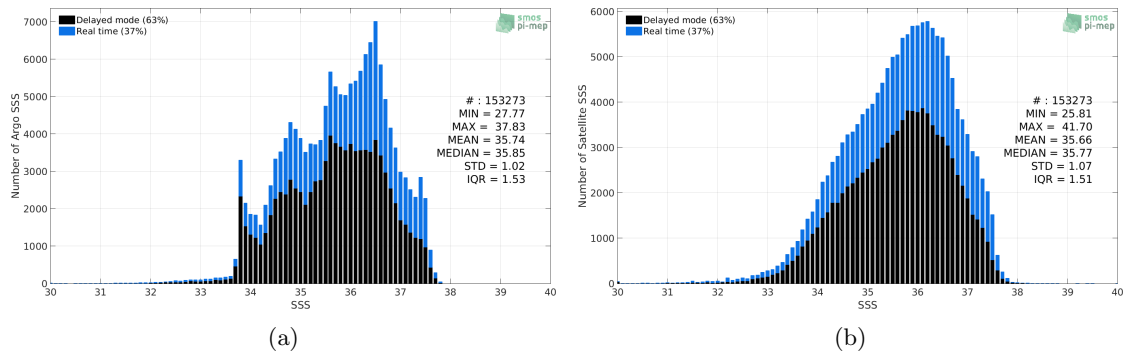 Delayed mode (63%)
Real time (37%)
smos
pi-mep
# : 153273
MIN = 27.77
MAX = 37.83
MEAN = 35.74
MEDIAN = 35.85
STD = 1.02
IQR = 1.53
Number of Argo SSS
7000
6000
5000
4000
3000
2000
1000
0
30 31 32 33 34 35 36 37 38 39 40
SSS
(a)
Delayed mode (63%)
Real time (37%)
smos
pi-mep
# : 153273
MIN = 25.81
MAX = 41.70
MEAN = 35.66
MEDIAN = 35.77
STD = 1.07
IQR = 1.51
Number of Satellite SSS
6000
5000
4000
3000
2000
1000
0
30 31 32 33 34 35 36 37 38 39 40
SSS
(b)